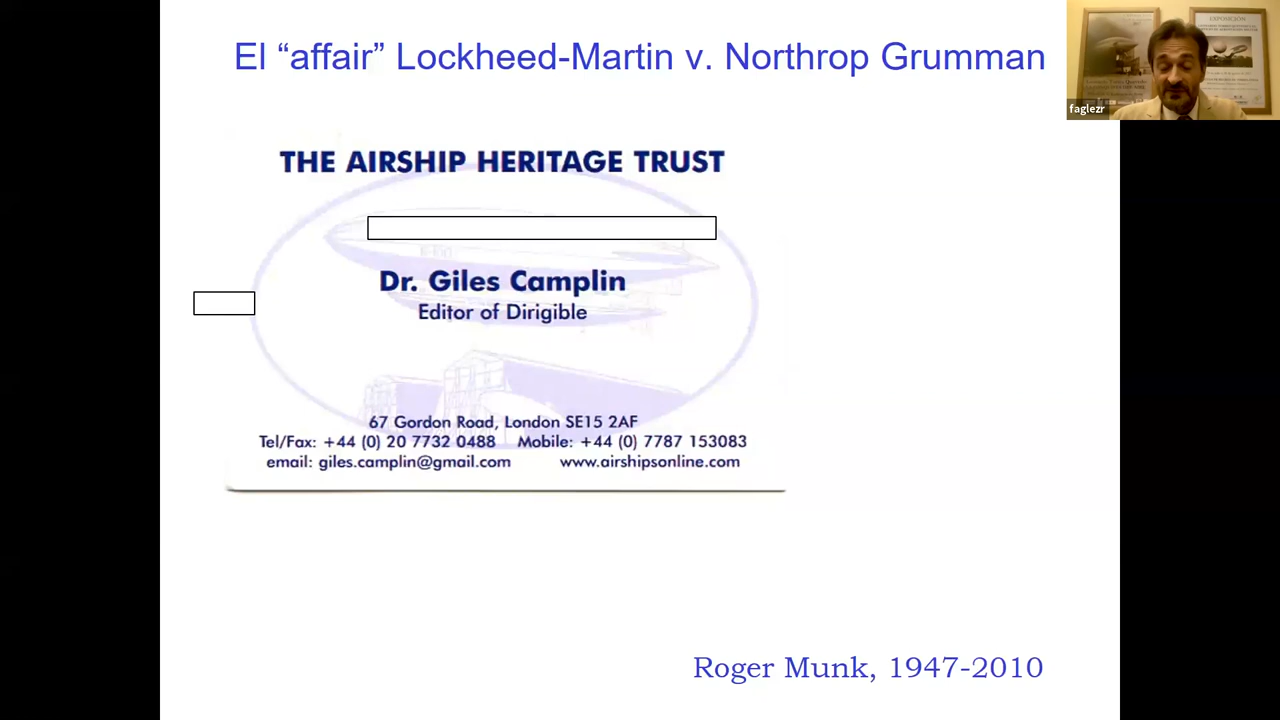 El “affair” Lockheed-Martin v. Northrop Grumman
EXPOSICIÓN
faglezr
THE AIRSHIP HERITAGE TRUST
Dr. Giles Camplin
Editor of Dirigible
67 Gordon Road, London SE15 2AF
Tel/Fax: +44 (0) 20 7732 0488 Mobile: +44 (0) 7787 153083
email: giles.camplin@gmail.com www.airshipsonline.com
Roger Munk, 1947-2010